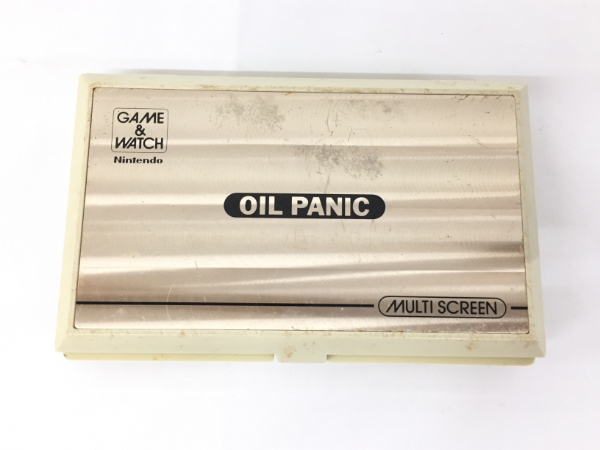 GAME
&
WATCH
Nintendo
OIL PANIC
MULTI SCREEN